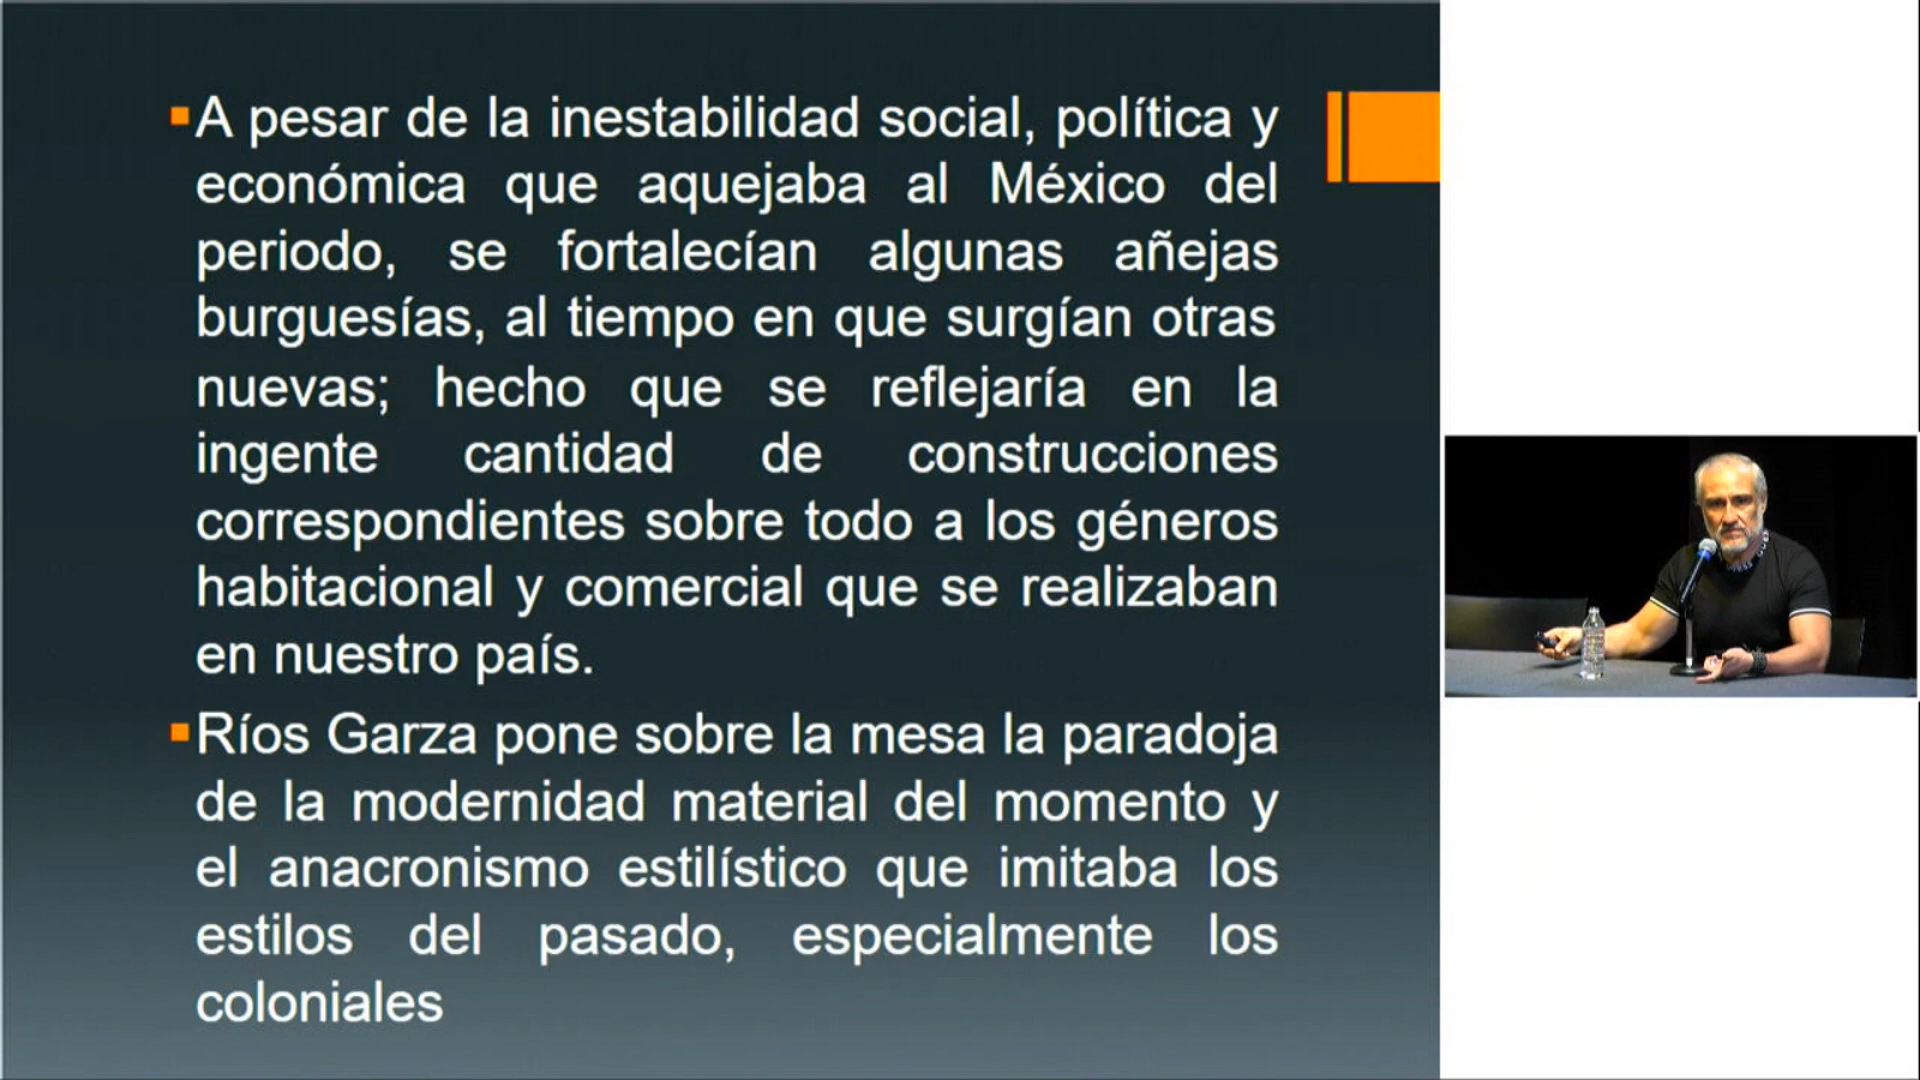 A pesar de la inestabilidad social, política y
económica que aquejaba al México del
periodo, se fortalecían algunas añejas
burguesías, al tiempo en que surgían otras
nuevas; hecho que se reflejaría en la
ingente cantidad de construcciones
correspondientes sobre todo a los géneros
habitacional y comercial que se realizaban
en nuestro país.
Ríos Garza pone sobre la mesa la paradoja
de la modernidad material del momento y
el anacronismo estilístico que imitaba los
estilos del pasado, especialmente los
coloniales